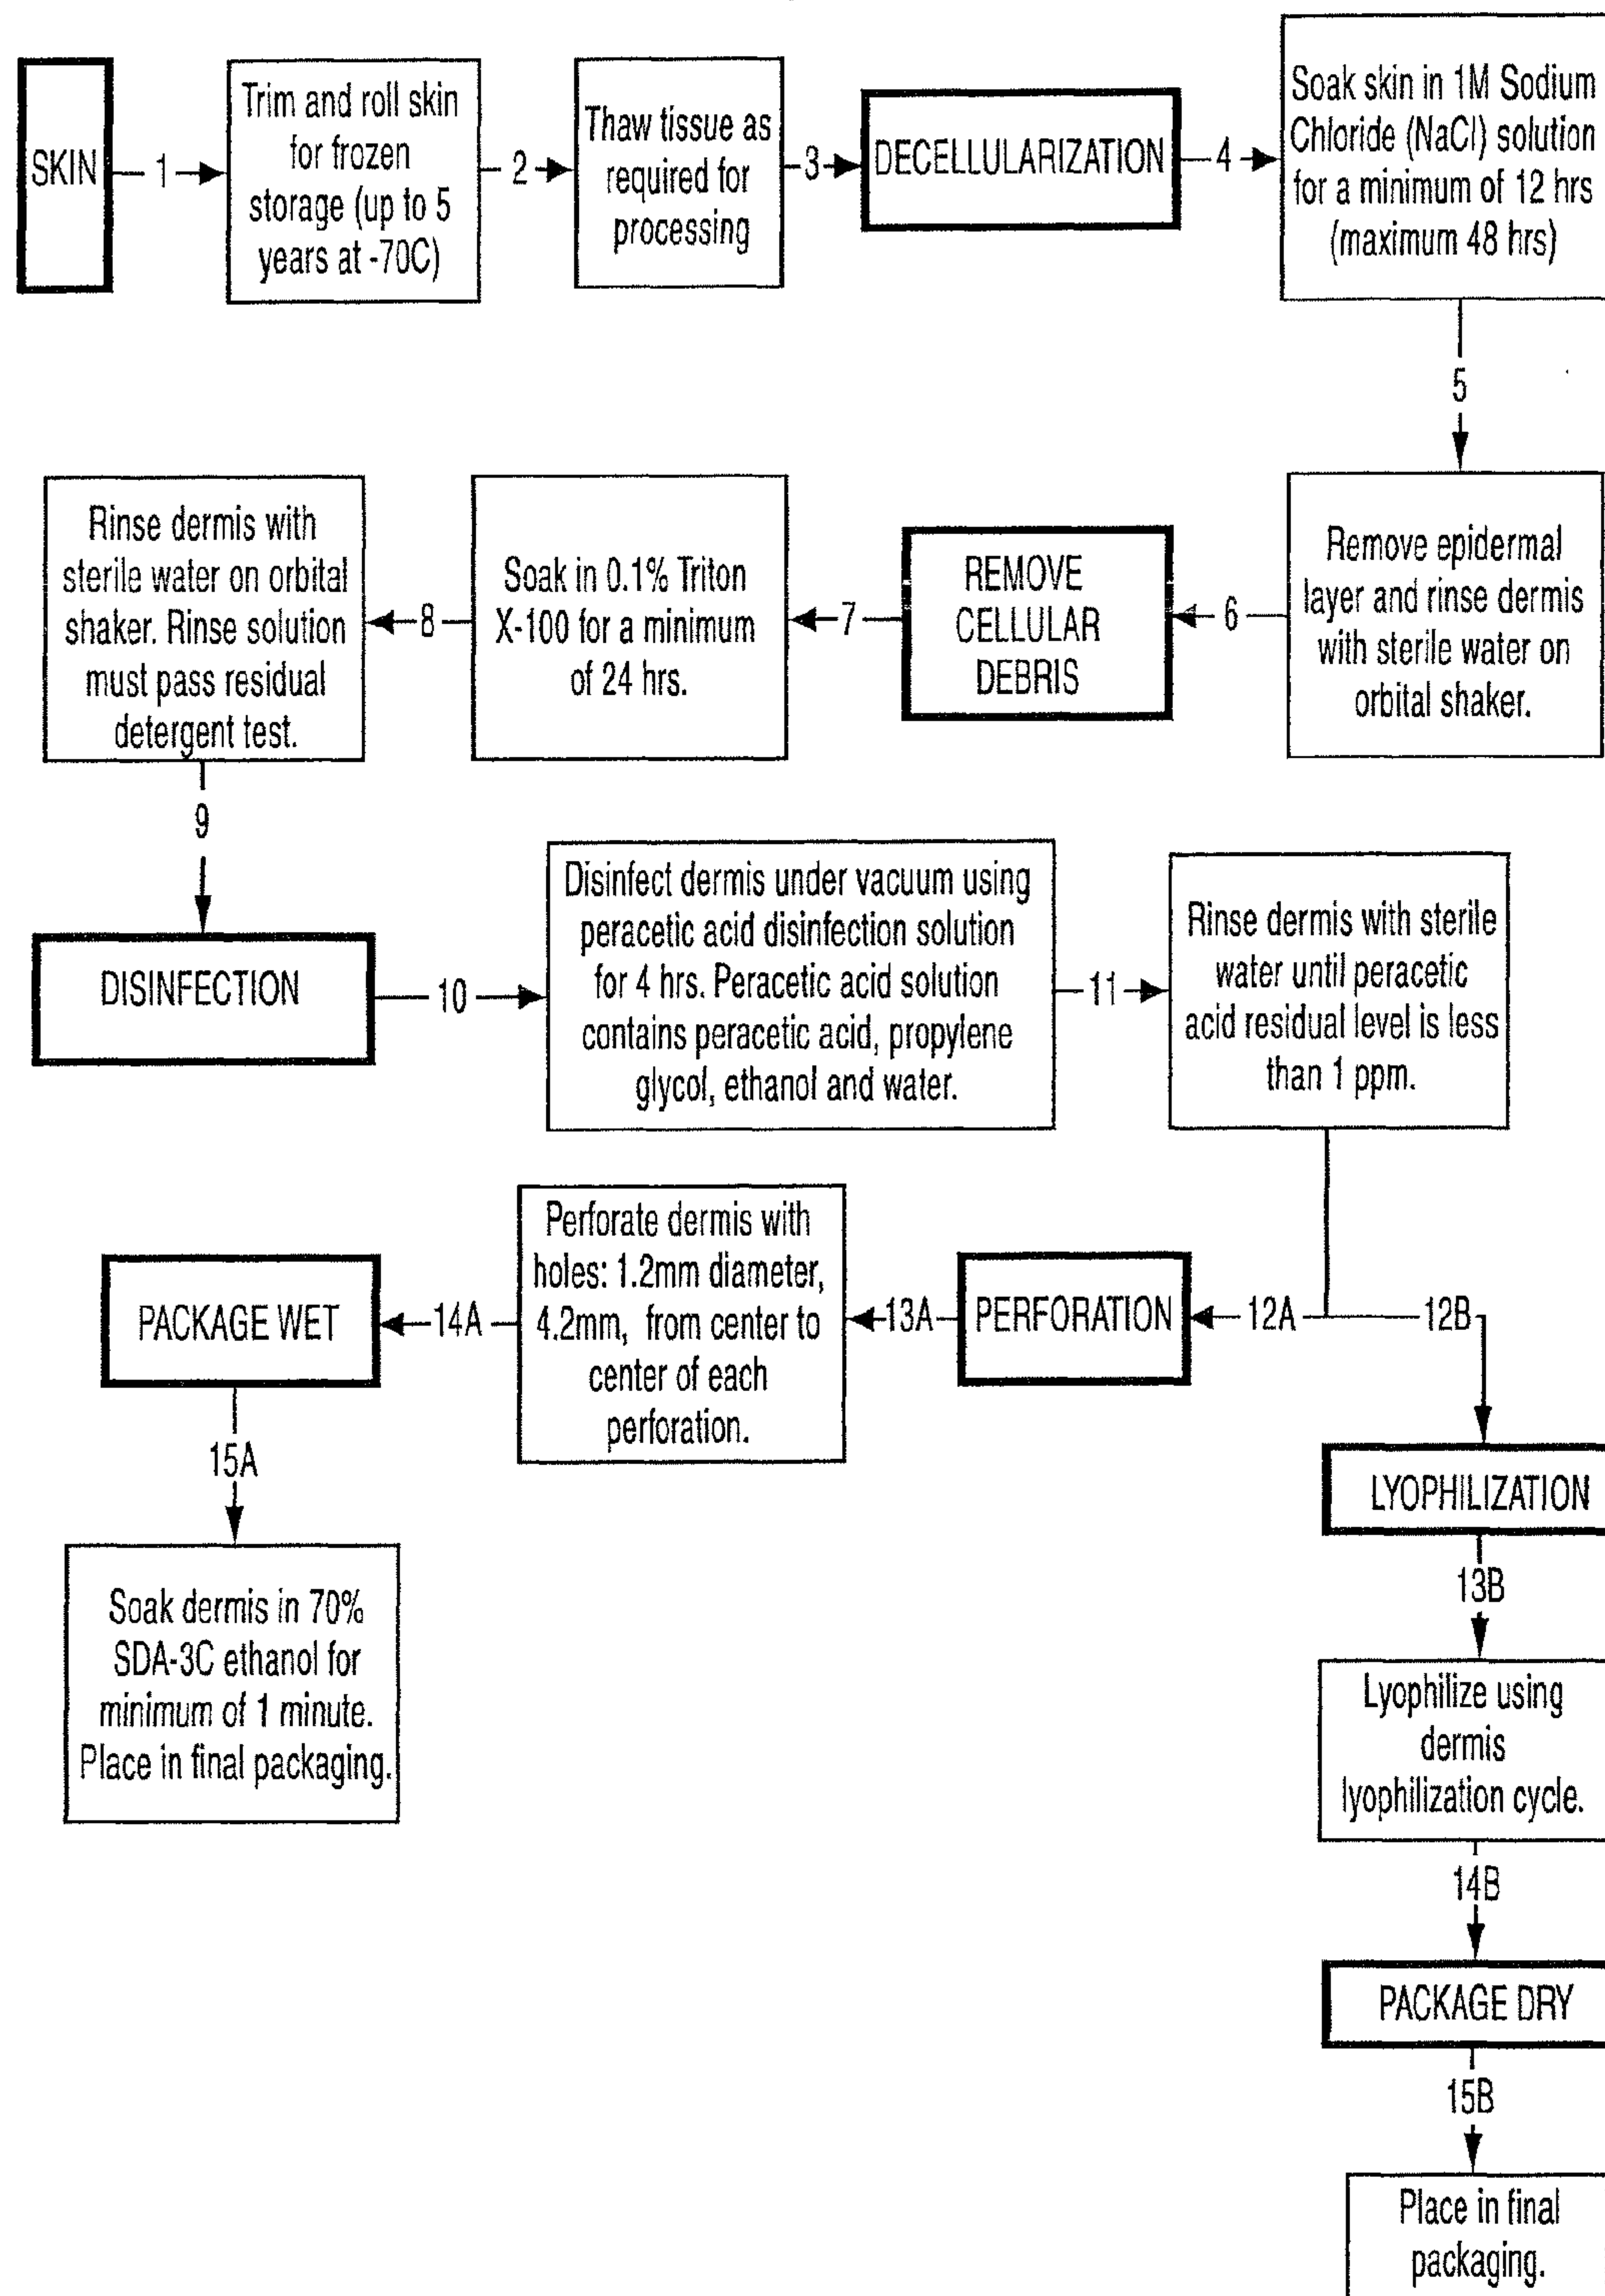 SKIN
1
Trim and roll skin
for frozen
storage (up to 5
years at -70C)
2
Thaw tissue as
required for
processing
3
DECELLULARIZATION
4
Soak skin in 1M Sodium
Chloride (NaCl) solution
for a minimum of 12 hrs
(maximum 48 hrs)
5
Remove epidermal
layer and rinse dermis
with sterile water on
orbital shaker.
6
REMOVE
CELLULAR
DEBRIS
7
Soak in 0.1% Triton
X-100 for a minimum
of 24 hrs.
8
Rinse dermis with
sterile water on orbital
shaker. Rinse solution
must pass residual
detergent test.
9
DISINFECTION
10
Disinfect dermis under vacuum using
peracetic acid disinfection solution
for 4 hrs. Peracetic acid solution
contains peracetic acid, propylene
glycol, ethanol and water.
11
Rinse dermis with sterile
water until peracetic
acid residual level is less
than 1 ppm.
12A
PERFORATION
13A
Perforate dermis with
holes: 1.2mm diameter,
4.2mm, from center to
center of each
perforation.
14A
PACKAGE WET
15A
Soak dermis in 70%
SDA-3C ethanol for
minimum of 1 minute.
Place in final packaging.
12B
LYOPHILIZATION
13B
Lyophilize using
dermis
lyophilization cycle.
14B
PACKAGE DRY
15B
Place in final
packaging.